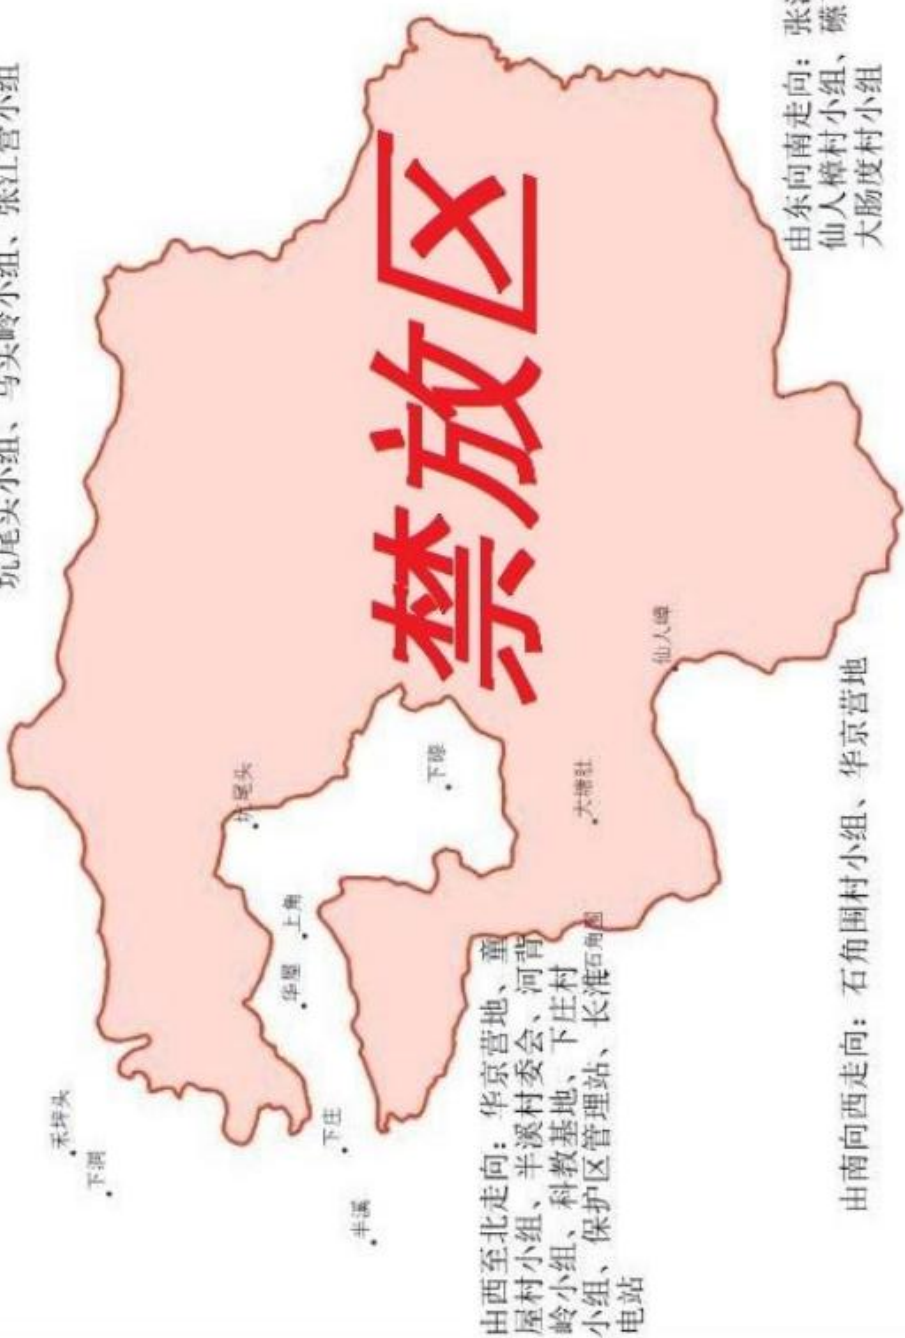 坑尾头小组、马头岭小组、张江营小组
禁放区
禾坪头
下洞
坑尾头
上角
华屋
下庄
半溪
下磜
大塘肚
仙人嶂
石角围
由东向南走向：张
仙人樟村小组、磜
大肠度村小组
由西至北走向：华京营地、童
屋村小组、半溪村委会、河背
岭小组、科教基地、下庄村
小组、保护区管理站、长淮
电站
由南向西走向：石角围村小组、华京营地